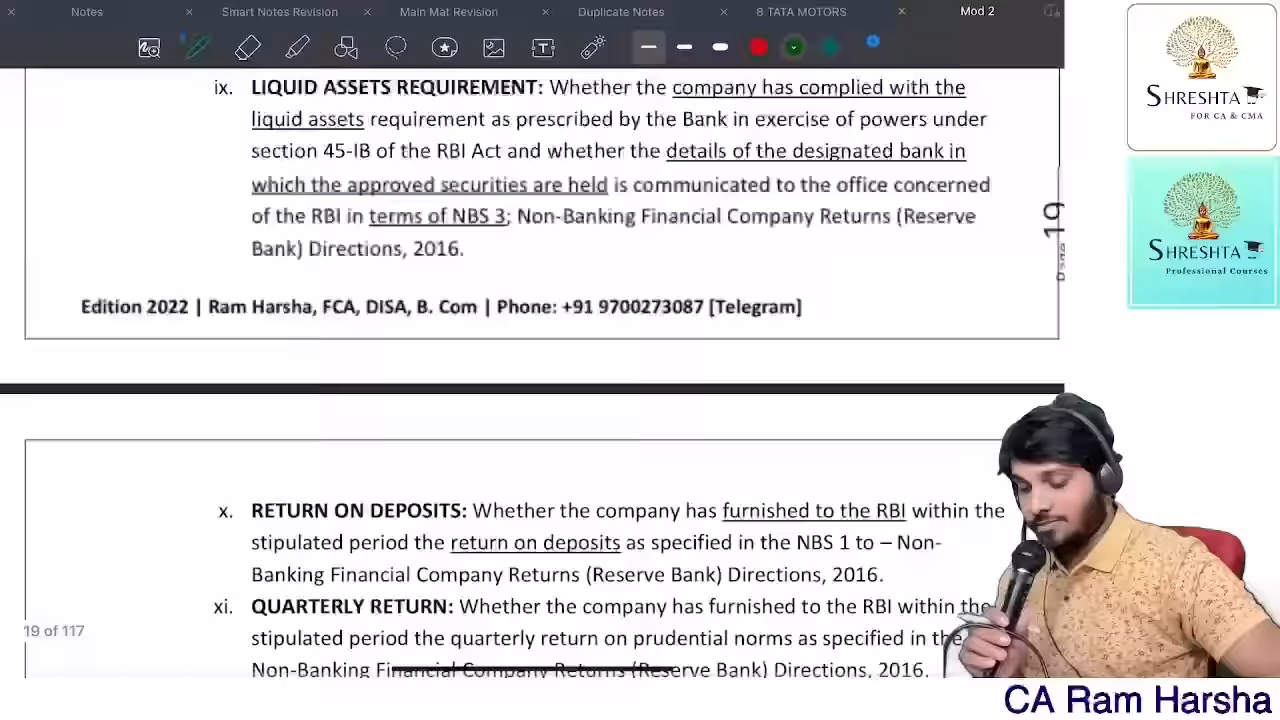 Notes
Smart Notes Revision
Main Mat Revision
Duplicate Notes
8 TATA MOTORS
Mod 2
ix. LIQUID ASSETS REQUIREMENT: Whether the company has complied with the
liquid assets requirement as prescribed by the Bank in exercise of powers under
section 45-IB of the RBI Act and whether the details of the designated bank in
which the approved securities are held is communicated to the office concerned
of the RBI in terms of NBS 3; Non-Banking Financial Company Returns (Reserve
Bank) Directions, 2016.
Page 19
Edition 2022 | Ram Harsha, FCA, DISA, B. Com | Phone: +91 9700273087 [Telegram]
x. RETURN ON DEPOSITS: Whether the company has furnished to the RBI within the
stipulated period the return on deposits as specified in the NBS 1 to – Non-
Banking Financial Company Returns (Reserve Bank) Directions, 2016.
xi. QUARTERLY RETURN: Whether the company has furnished to the RBI within the
stipulated period the quarterly return on prudential norms as specified in the
Non-Banking Financial Company Returns (Reserve Bank) Directions, 2016.
19 of 117
SHRESHTA
FOR CA & CMA
SHRESHTA
Professional Courses
CA Ram Harsha